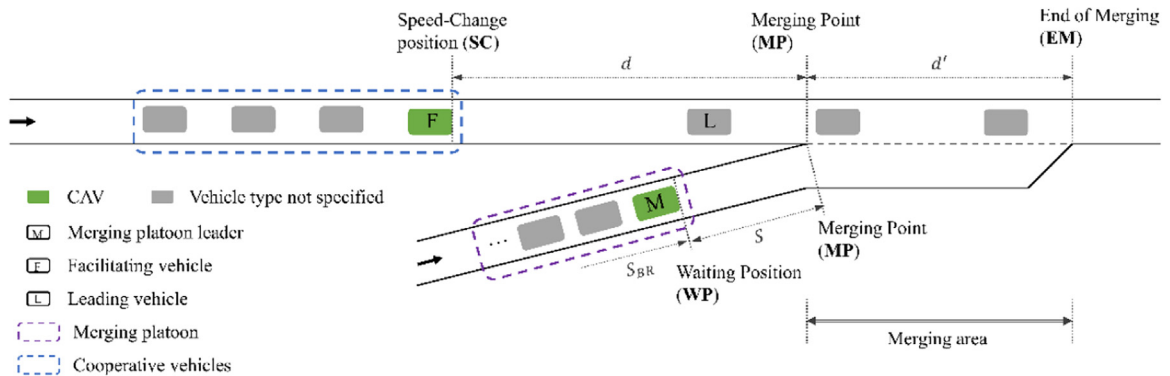 Speed-Change
position (SC)
Merging Point
(MP)
End of Merging
(EM)
d
d'
F
L
M
...
S
S_BR
Merging Point
(MP)
Waiting Position
(WP)
Merging area
CAV
Vehicle type not specified
M Merging platoon leader
F Facilitating vehicle
L Leading vehicle
Merging platoon
Cooperative vehicles